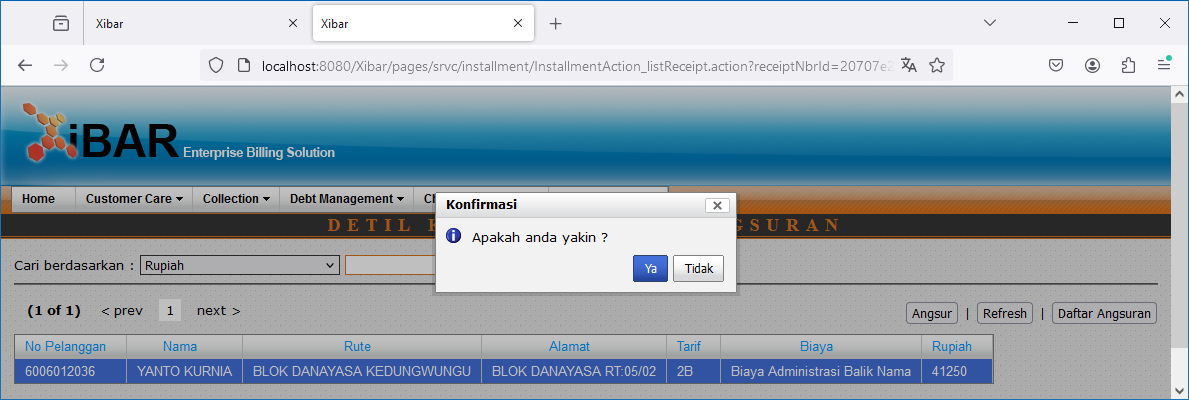 Xibar
Xibar
localhost:8080/Xibar/pages/srvc/installment/InstallmentAction_listReceipt.action?receiptNbrId=20707e2
iBAR Enterprise Billing Solution
Home Customer Care Collection Debt Management
Konfirmasi
DETIL GSURAN
Apakah anda yakin ?
Cari berdasarkan : Rupiah
Ya Tidak
(1 of 1) < prev 1 next > Angsur | Refresh | Daftar Angsuran
No Pelanggan Nama Rute Alamat Tarif Biaya Rupiah
6006012036 YANTO KURNIA BLOK DANAYASA KEDUNGWUNGU BLOK DANAYASA RT:05/02 2B Biaya Administrasi Balik Nama 41250